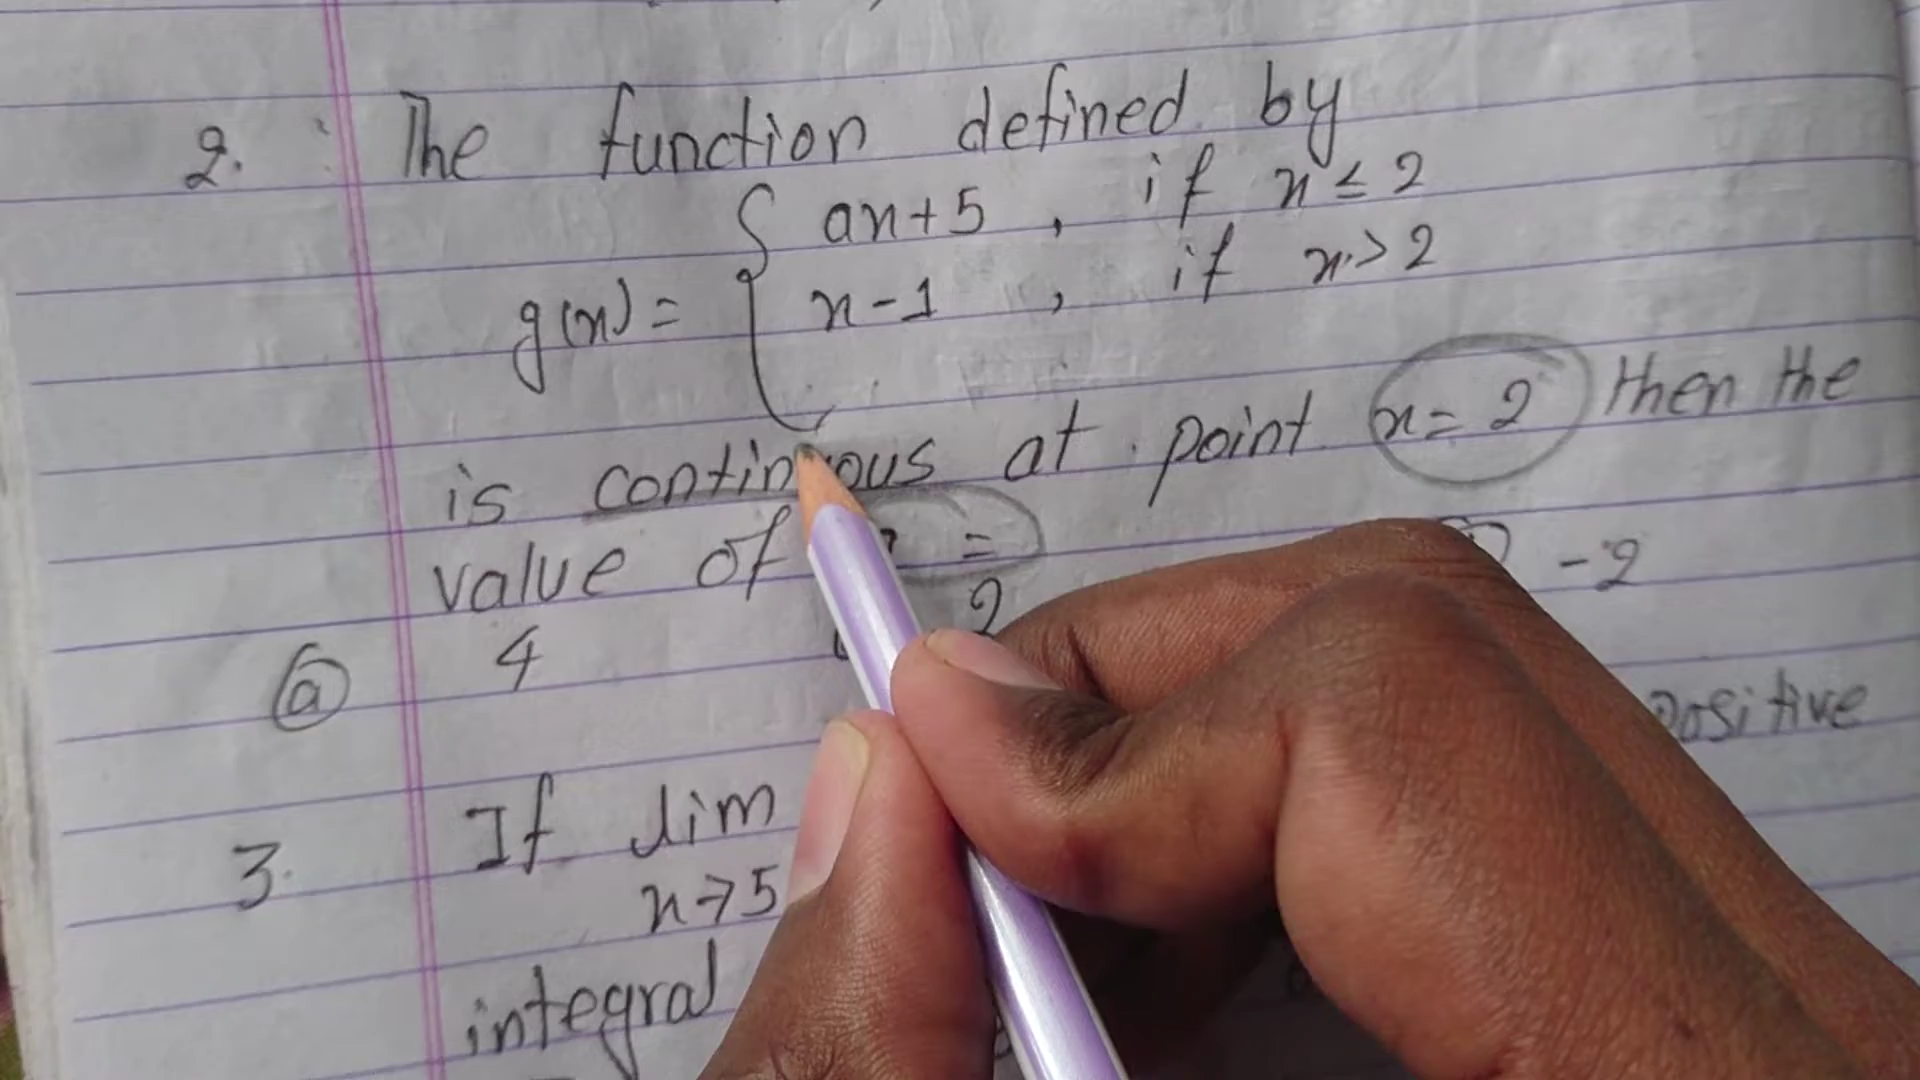 2. The function defined by
g(x) = { ax+5 , if x ≤ 2
x-1 , if x > 2
is continuous at point x = 2 then the
value of =
ⓐ 4 2 -2
positive
3. If lim
x→5
integral